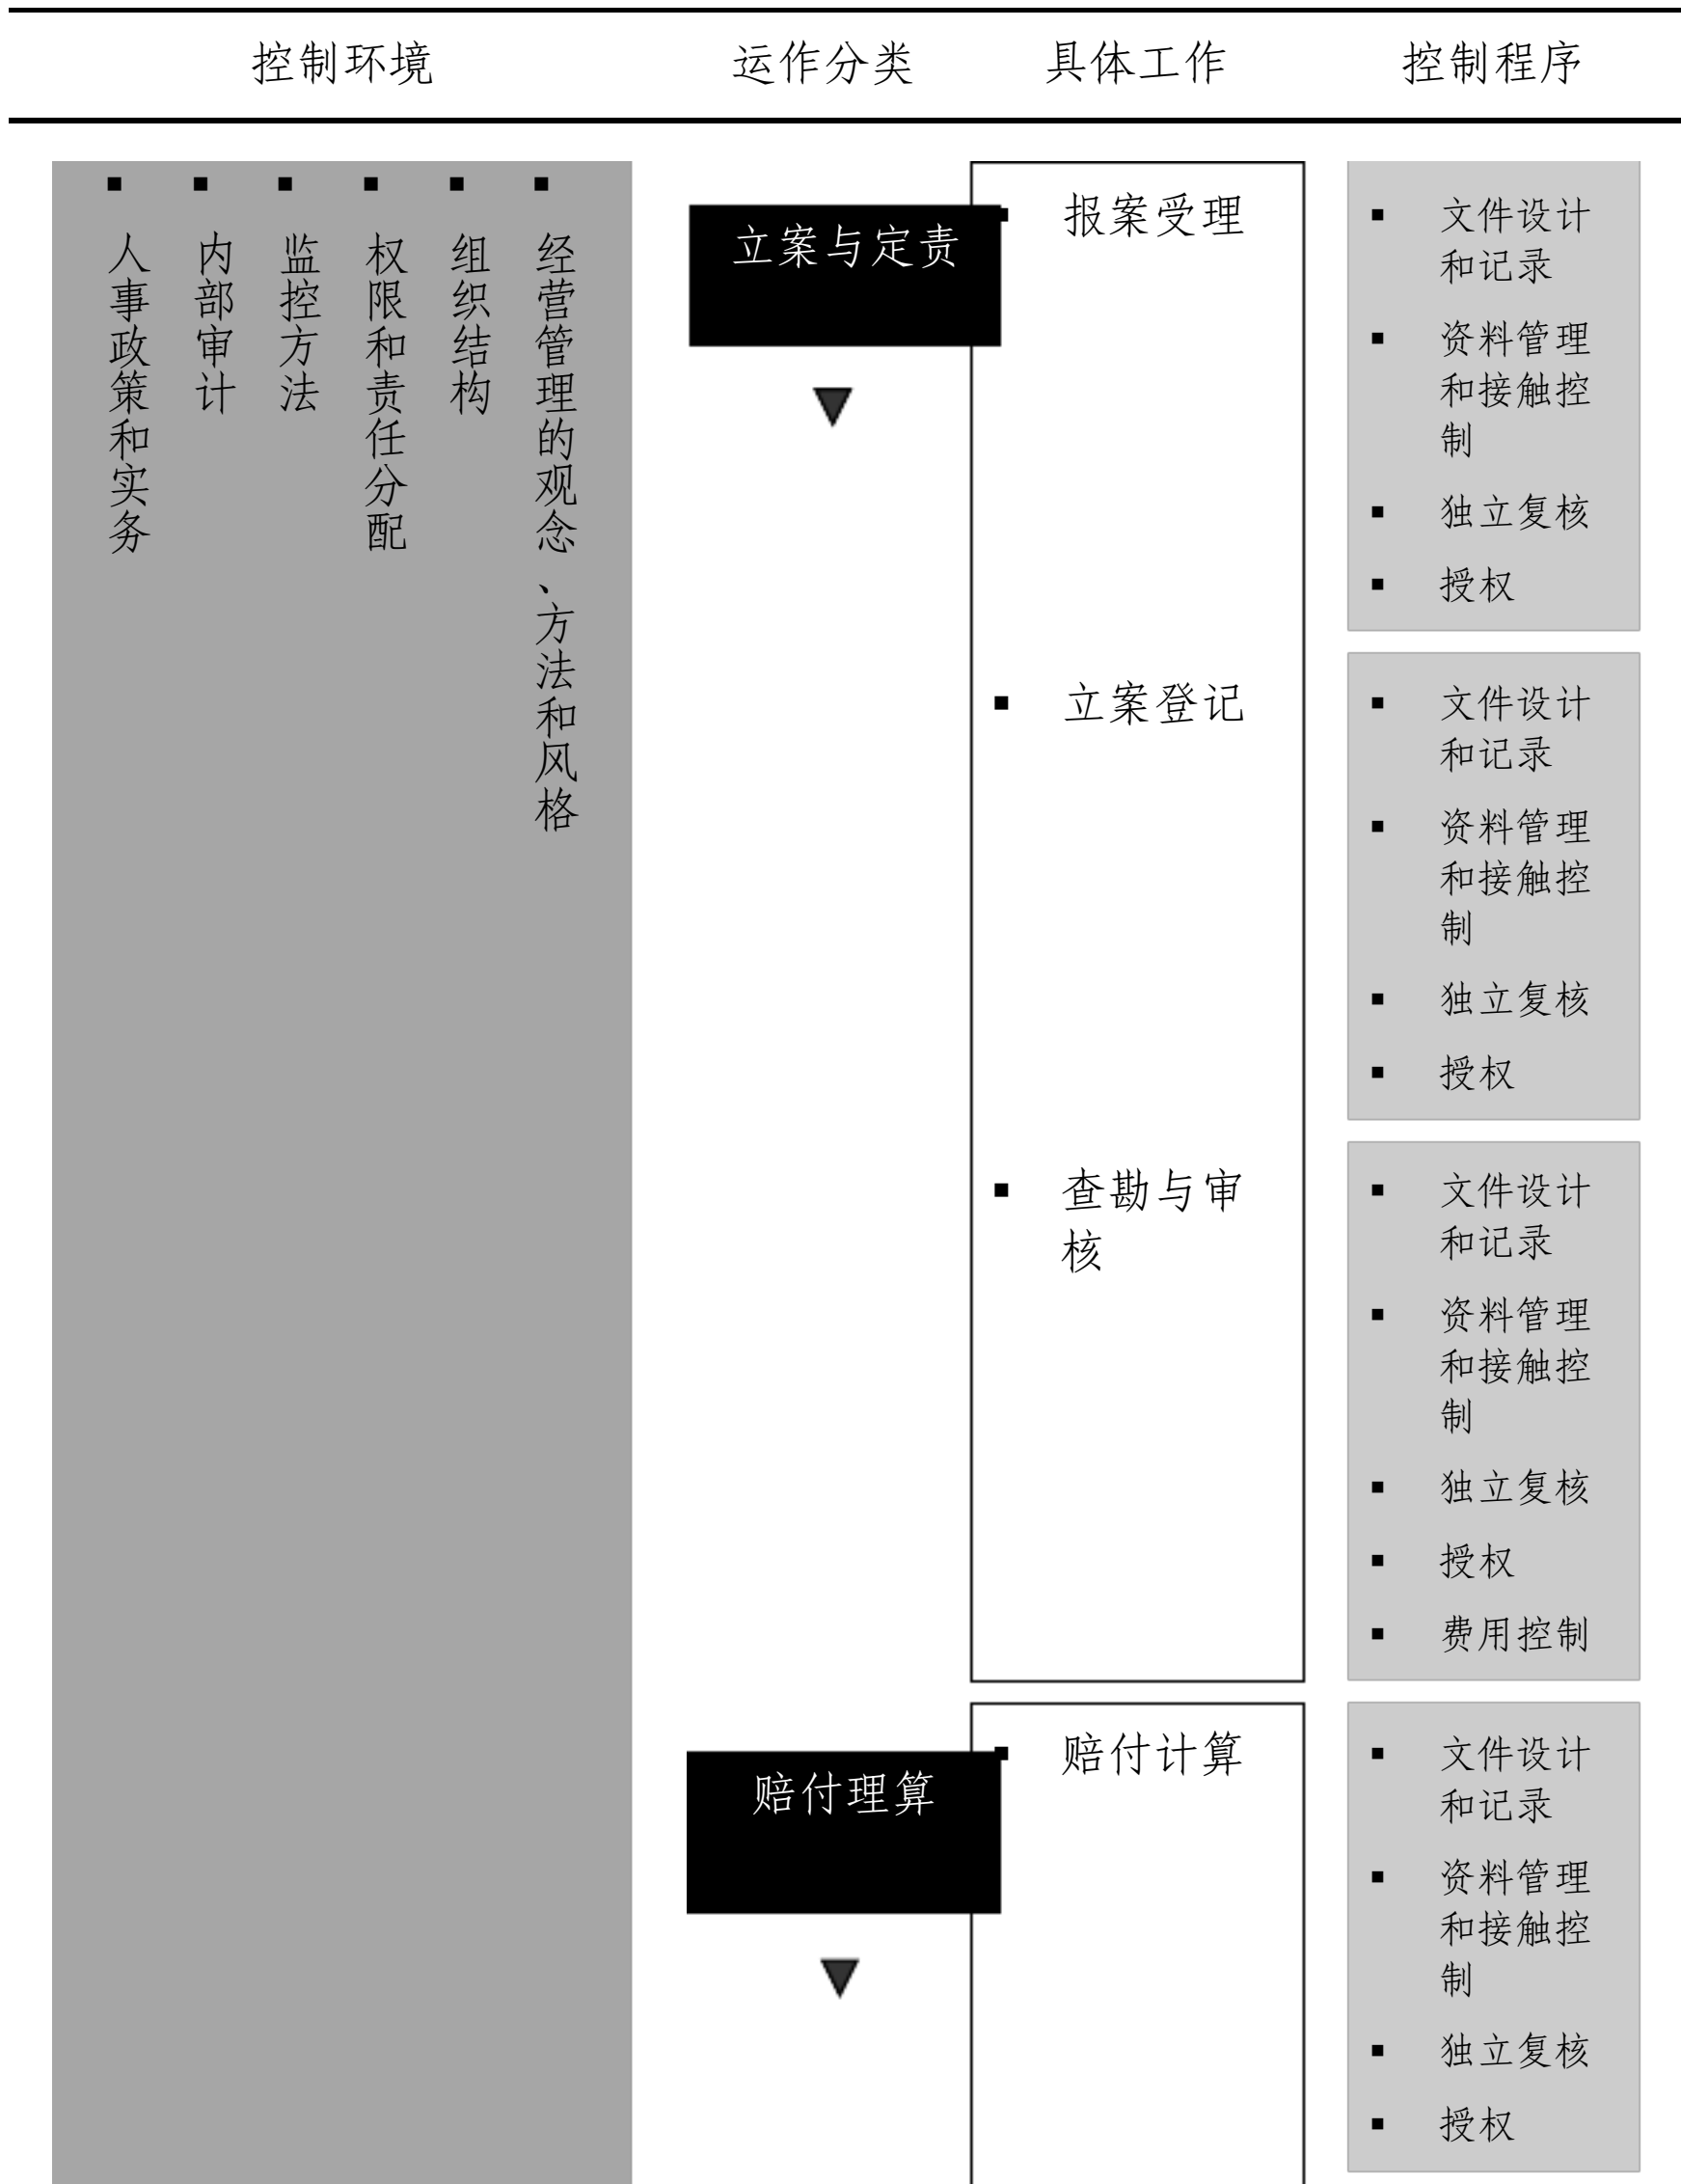 控制环境 运作分类 具体工作 控制程序
▪ 经营管理的观念、方法和风格
▪ 组织结构
▪ 权限和责任分配
▪ 监控方法
▪ 内部审计
▪ 人事政策和实务
立案与定责
▪ 报案受理
▪ 文件设计
和记录
▪ 资料管理
和接触控
制
▪ 独立复核
▪ 授权
▪ 立案登记
▪ 文件设计
和记录
▪ 资料管理
和接触控
制
▪ 独立复核
▪ 授权
▪ 查勘与审
核
▪ 文件设计
和记录
▪ 资料管理
和接触控
制
▪ 独立复核
▪ 授权
▪ 费用控制
赔付理算
▪ 赔付计算
▪ 文件设计
和记录
▪ 资料管理
和接触控
制
▪ 独立复核
▪ 授权